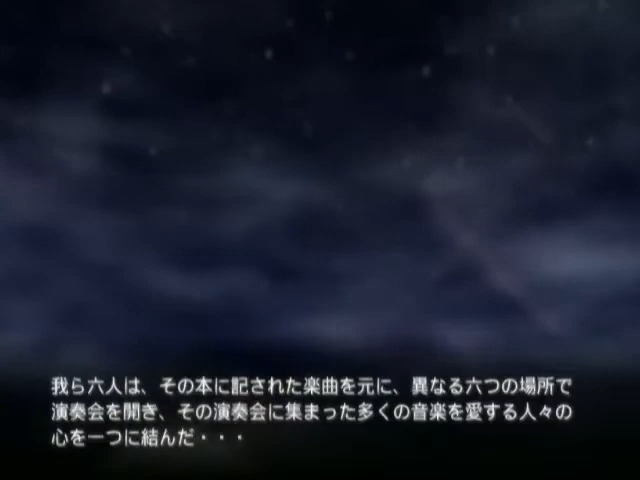 我ら六人は、その本に記された楽曲を元に、異なる六つの場所で
演奏会を開き、その演奏会に集まった多くの音楽を愛する人々の
心を一つに結んだ・・・